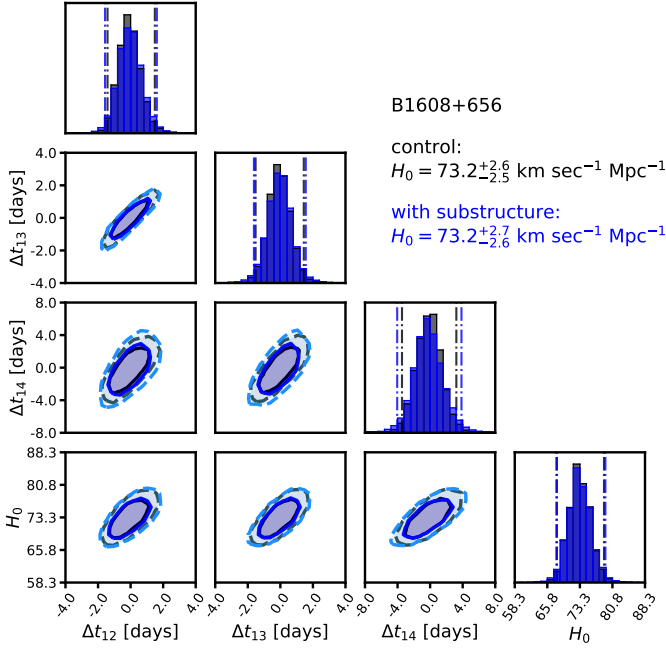 B1608+656
control:
H₀ = 73.2⁺²·⁶₋₂.₅ km sec⁻¹ Mpc⁻¹
with substructure:
H₀ = 73.2⁺²·⁷₋₂.₆ km sec⁻¹ Mpc⁻¹
4.0
2.0
0.0
-2.0
-4.0
Δt₁₃ [days]
8.0
4.0
0.0
-4.0
-8.0
Δt₁₄ [days]
88.3
80.8
73.3
65.8
58.3
H₀
-4.0 -2.0 0.0 2.0 4.0
Δt₁₂ [days]
-4.0 -2.0 0.0 2.0 4.0
Δt₁₃ [days]
-8.0 -4.0 0.0 4.0 8.0
Δt₁₄ [days]
58.3 65.8 73.3 80.8 88.3
H₀